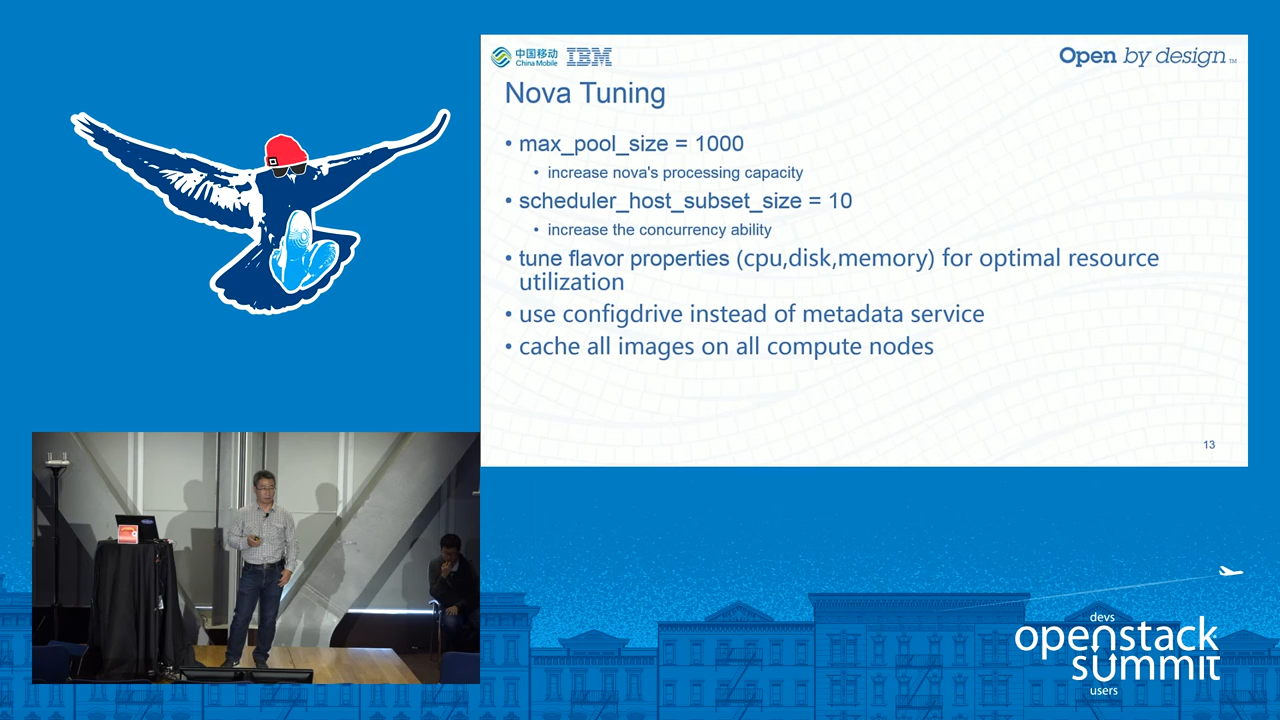 中国移动
China Mobile
IBM
Open by design™
Nova Tuning
• max_pool_size = 1000
• increase nova's processing capacity
• scheduler_host_subset_size = 10
• increase the concurrency ability
• tune flavor properties (cpu,disk,memory) for optimal resource
utilization
• use configdrive instead of metadata service
• cache all images on all compute nodes
13
devs
openstack
summit
users